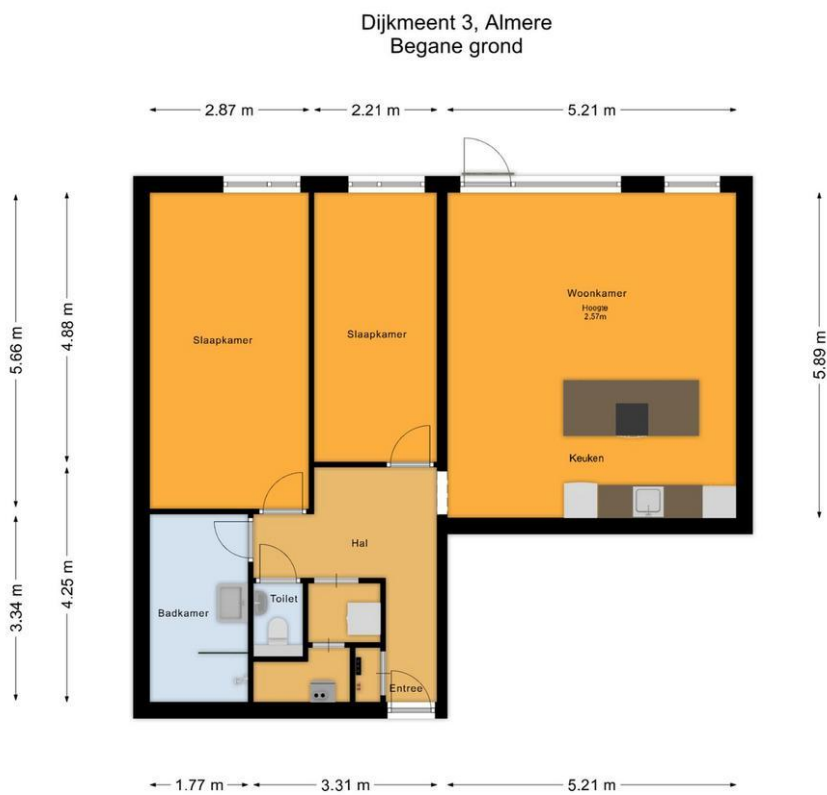 Dijkmeent 3, Almere
Begane grond
2.87 m
2.21 m
5.21 m
5.66 m
4.88 m
5.89 m
Woonkamer
Hoogte
2.57m
Slaapkamer
Slaapkamer
Keuken
Hal
Toilet
Badkamer
3.34 m
4.25 m
Entree
1.77 m
3.31 m
5.21 m